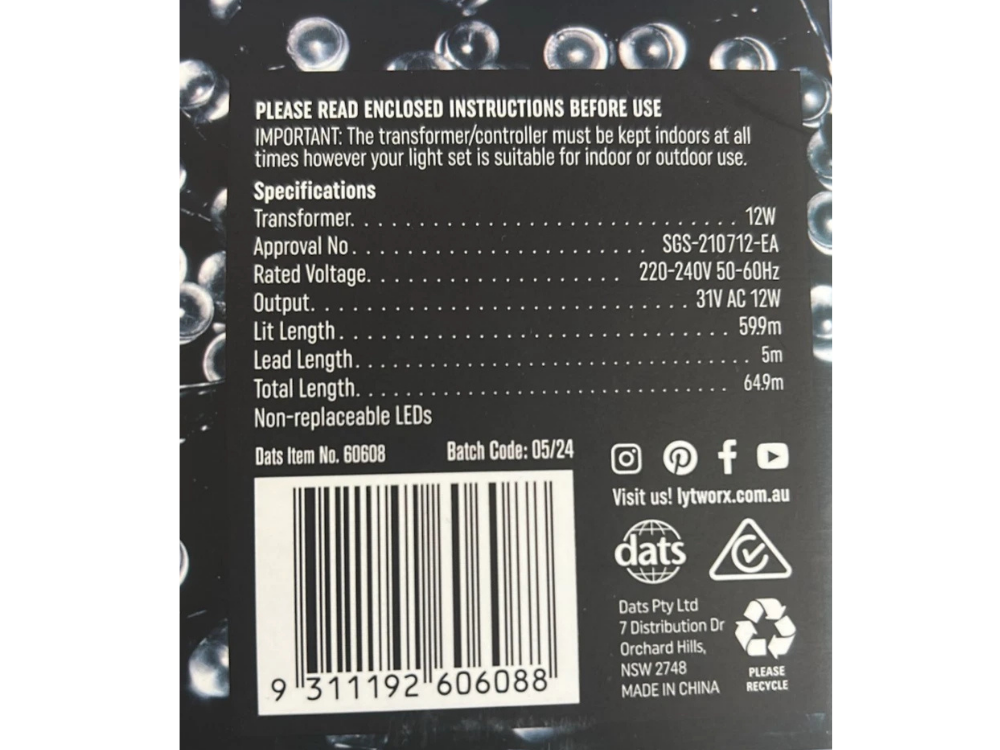 PLEASE READ ENCLOSED INSTRUCTIONS BEFORE USE
IMPORTANT: The transformer/controller must be kept indoors at all
times however your light set is suitable for indoor or outdoor use.
Specifications
Transformer. . . . . . . . . . . . . . . . . . . . . . . . . . . . . . . . . . . 12W
Approval No . . . . . . . . . . . . . . . . . . . . . . . . . . . SGS-210712-EA
Rated Voltage. . . . . . . . . . . . . . . . . . . . . . . 220-240V 50-60Hz
Output. . . . . . . . . . . . . . . . . . . . . . . . . . . . . . . . . 31V AC 12W
Lit Length . . . . . . . . . . . . . . . . . . . . . . . . . . . . . . . . . . . 59.9m
Lead Length. . . . . . . . . . . . . . . . . . . . . . . . . . . . . . . . . . . 5m
Total Length. . . . . . . . . . . . . . . . . . . . . . . . . . . . . . . . . 64.9m
Non-replaceable LEDs
Dats Item No. 60608 Batch Code: 05/24
Visit us! lytworx.com.au
dats
Dats Pty Ltd
7 Distribution Dr
Orchard Hills,
NSW 2748
MADE IN CHINA
PLEASE
RECYCLE
9 311192 606088